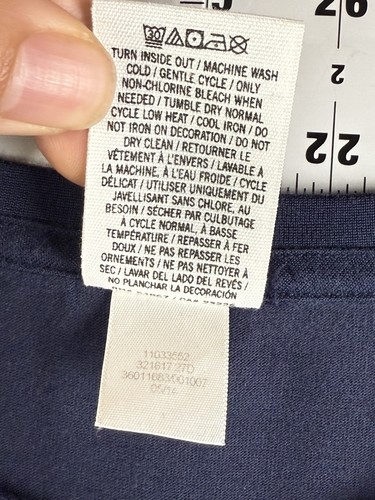 30
TURN INSIDE OUT / MACHINE WASH
COLD / GENTLE CYCLE / ONLY
NON-CHLORINE BLEACH WHEN
NEEDED / TUMBLE DRY NORMAL
CYCLE LOW HEAT / COOL IRON / DO
NOT IRON ON DECORATION / DO NOT
DRY CLEAN / RETOURNER LE
VÊTEMENT À L'ENVERS / LAVABLE À
LA MACHINE, À L'EAU FROIDE / CYCLE
DÉLICAT / UTILISER UNIQUEMENT DU
JAVELLISANT SANS CHLORE, AU
BESOIN / SÉCHER PAR CULBUTAGE
À CYCLE NORMAL, À BASSE
TEMPÉRATURE / REPASSER À FER
DOUX / NE PAS REPASSER LES
ORNEMENTS / NE PAS NETTOYER À
SEC / LAVAR DEL LADO DEL REVÉS /
NO PLANCHAR LA DECORACIÓN
11033552
321617 27D
05/14
2
22